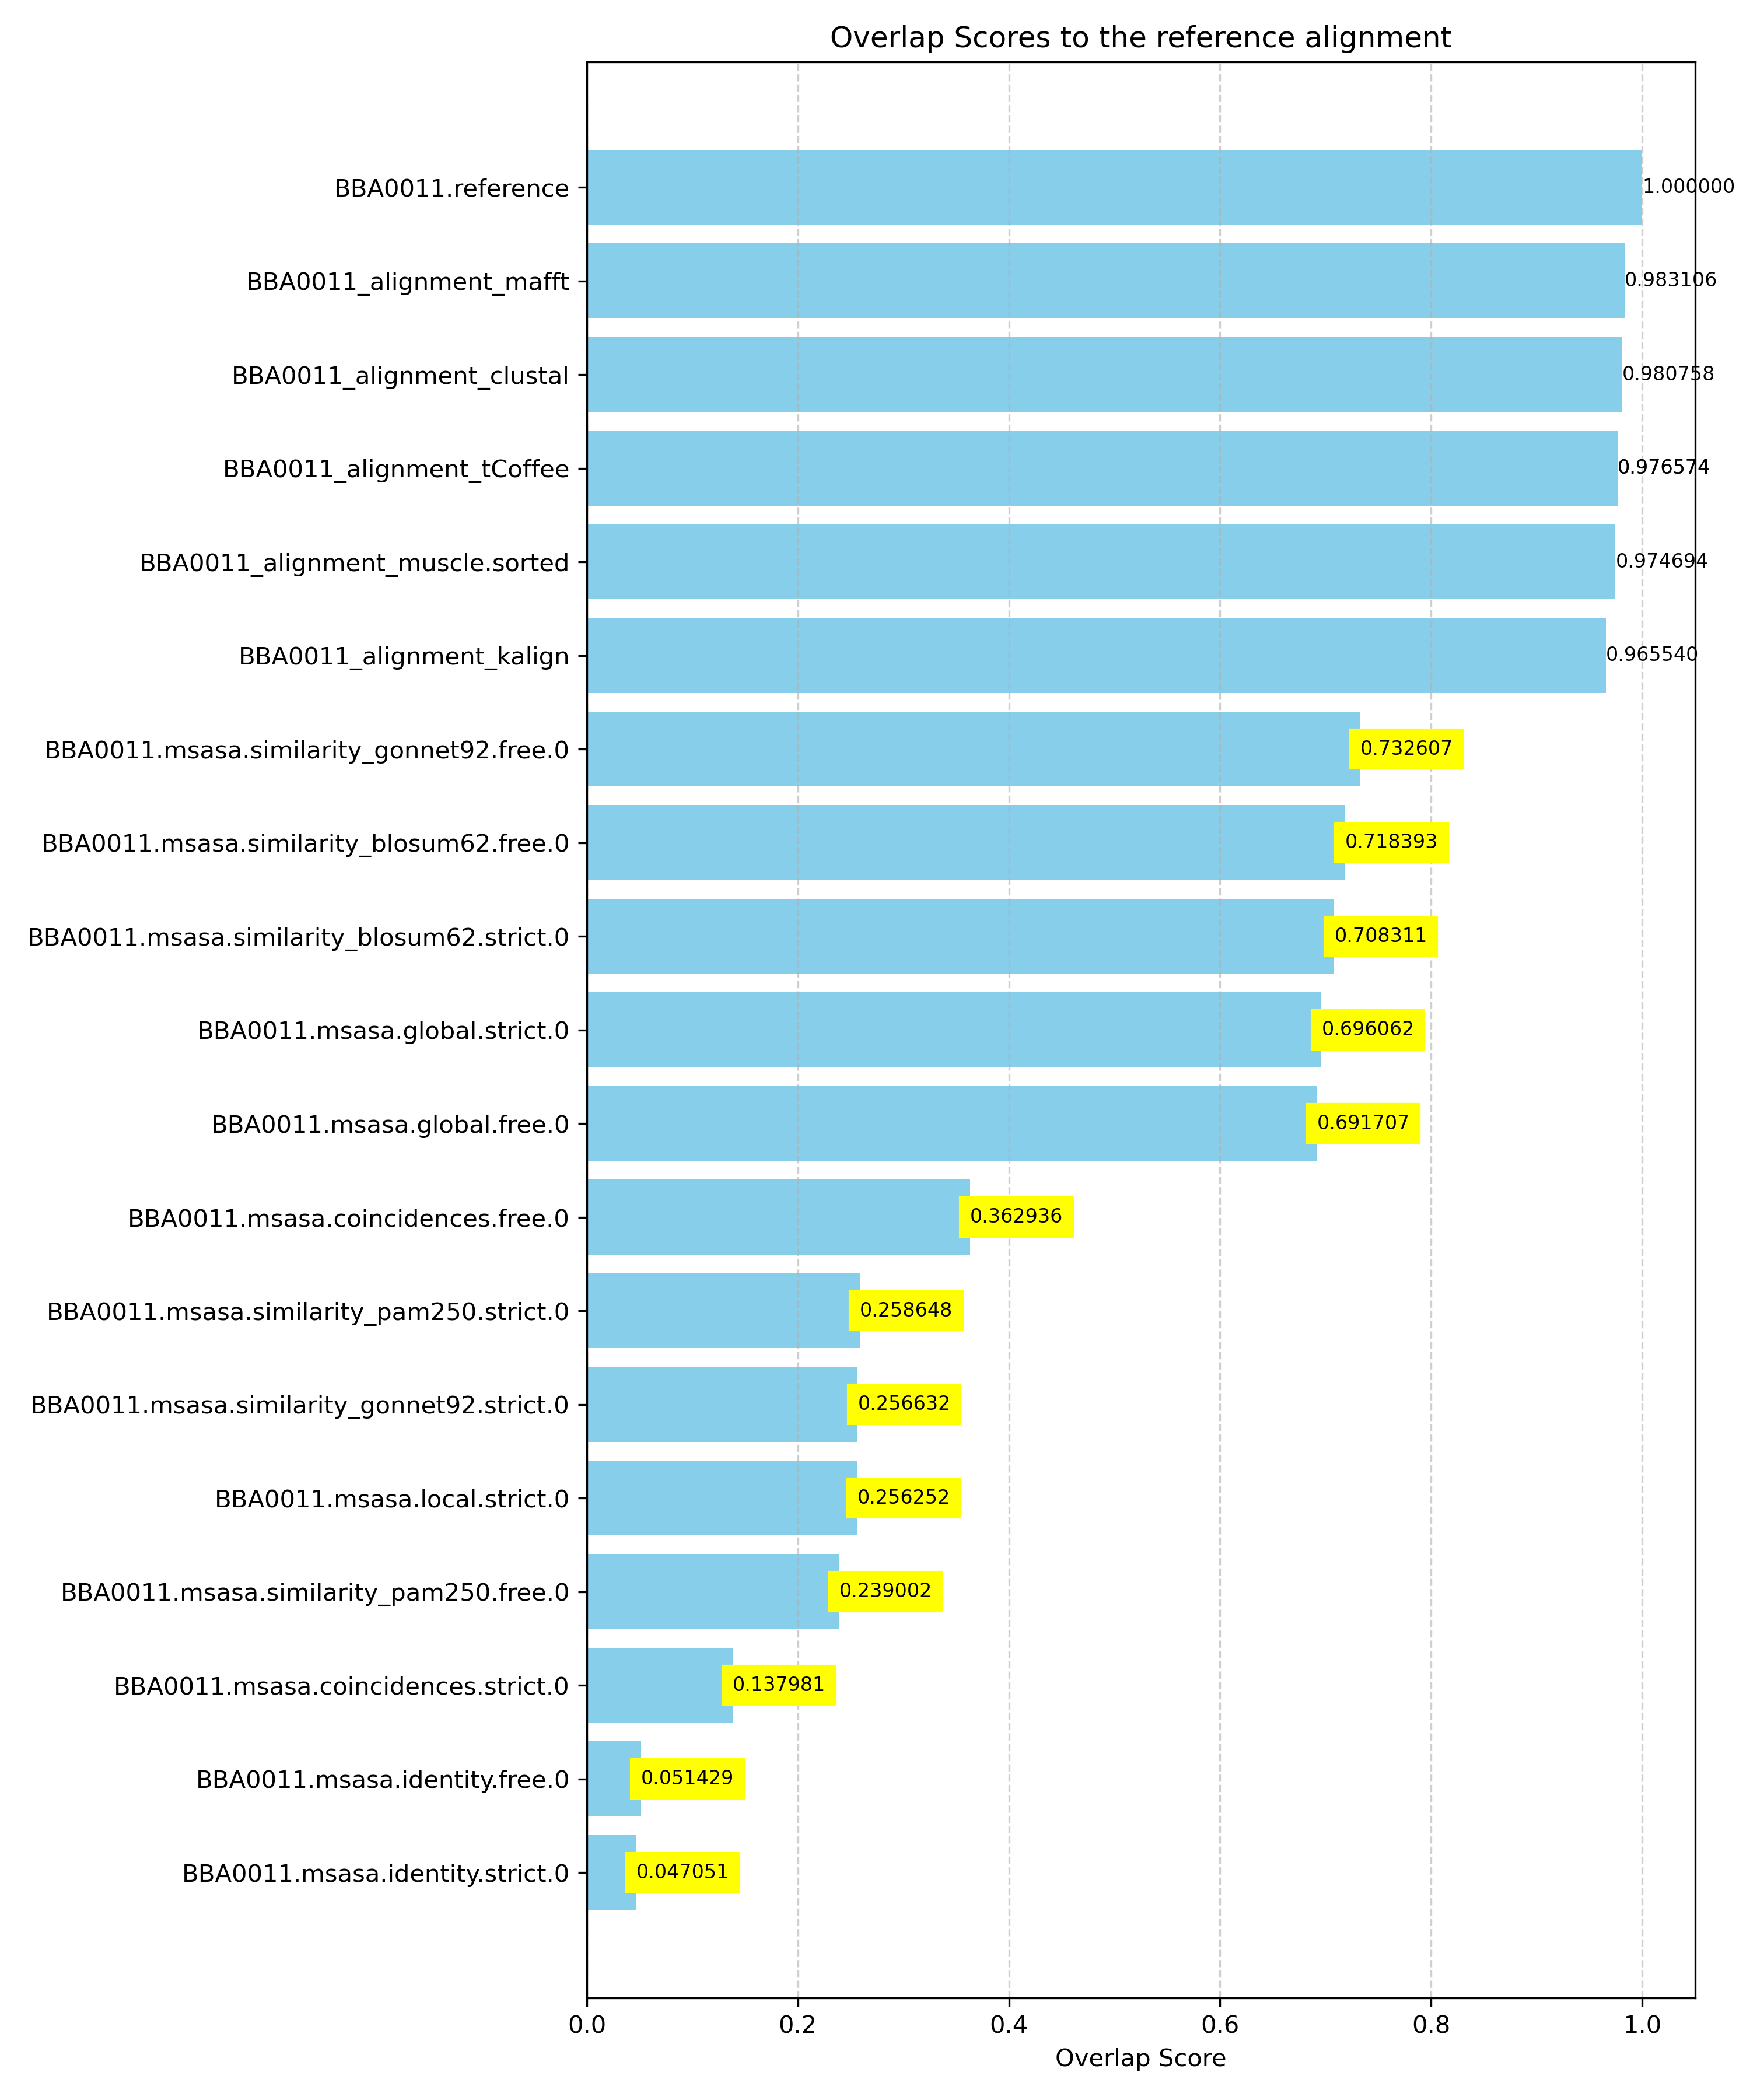 Overlap Scores to the reference alignment
BBA0011.reference 1.000000
BBA0011_alignment_mafft 0.983106
BBA0011_alignment_clustal 0.980758
BBA0011_alignment_tCoffee 0.976574
BBA0011_alignment_muscle.sorted 0.974694
BBA0011_alignment_kalign 0.965540
BBA0011.msasa.similarity_gonnet92.free.0 0.732607
BBA0011.msasa.similarity_blosum62.free.0 0.718393
BBA0011.msasa.similarity_blosum62.strict.0 0.708311
BBA0011.msasa.global.strict.0 0.696062
BBA0011.msasa.global.free.0 0.691707
BBA0011.msasa.coincidences.free.0 0.362936
BBA0011.msasa.similarity_pam250.strict.0 0.258648
BBA0011.msasa.similarity_gonnet92.strict.0 0.256632
BBA0011.msasa.local.strict.0 0.256252
BBA0011.msasa.similarity_pam250.free.0 0.239002
BBA0011.msasa.coincidences.strict.0 0.137981
BBA0011.msasa.identity.free.0 0.051429
BBA0011.msasa.identity.strict.0 0.047051
0.0 0.2 0.4 0.6 0.8 1.0
Overlap Score